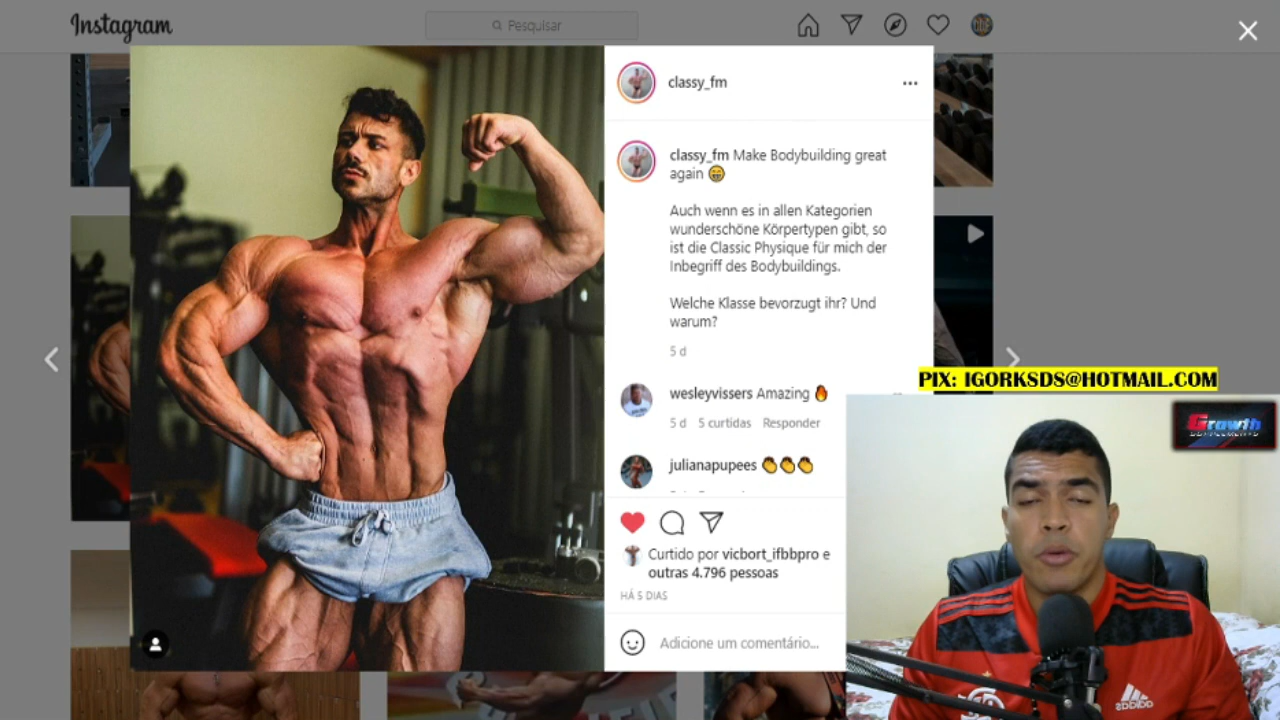 Instagram
Pesquisar
classy_fm
classy_fm Make Bodybuilding great
again
Auch wenn es in allen Kategorien
wunderschöne Körpertypen gibt, so
ist die Classic Physique für mich der
Inbegriff des Bodybuildings.
Welche Klasse bevorzugt ihr? Und
warum?
5 d
wesleyvissers Amazing
5 d 5 curtidas Responder
julianapupees
Curtido por vicbort_ifbbpro e
outras 4.796 pessoas
HÁ 5 DIAS
Adicione um comentário...
PIX: IGORKSDS@HOTMAIL.COM
Growth
adidas